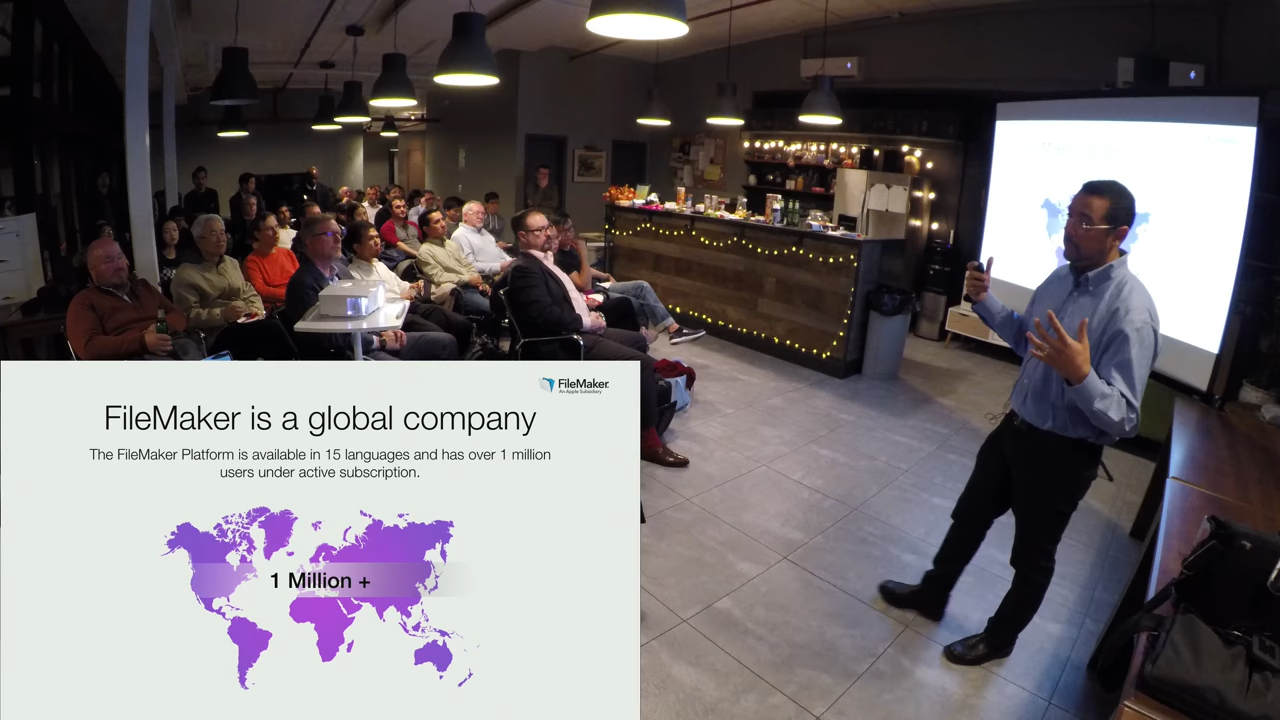 FileMaker
An Apple Subsidiary
FileMaker is a global company
The FileMaker Platform is available in 15 languages and has over 1 million
users under active subscription.
1 Million +